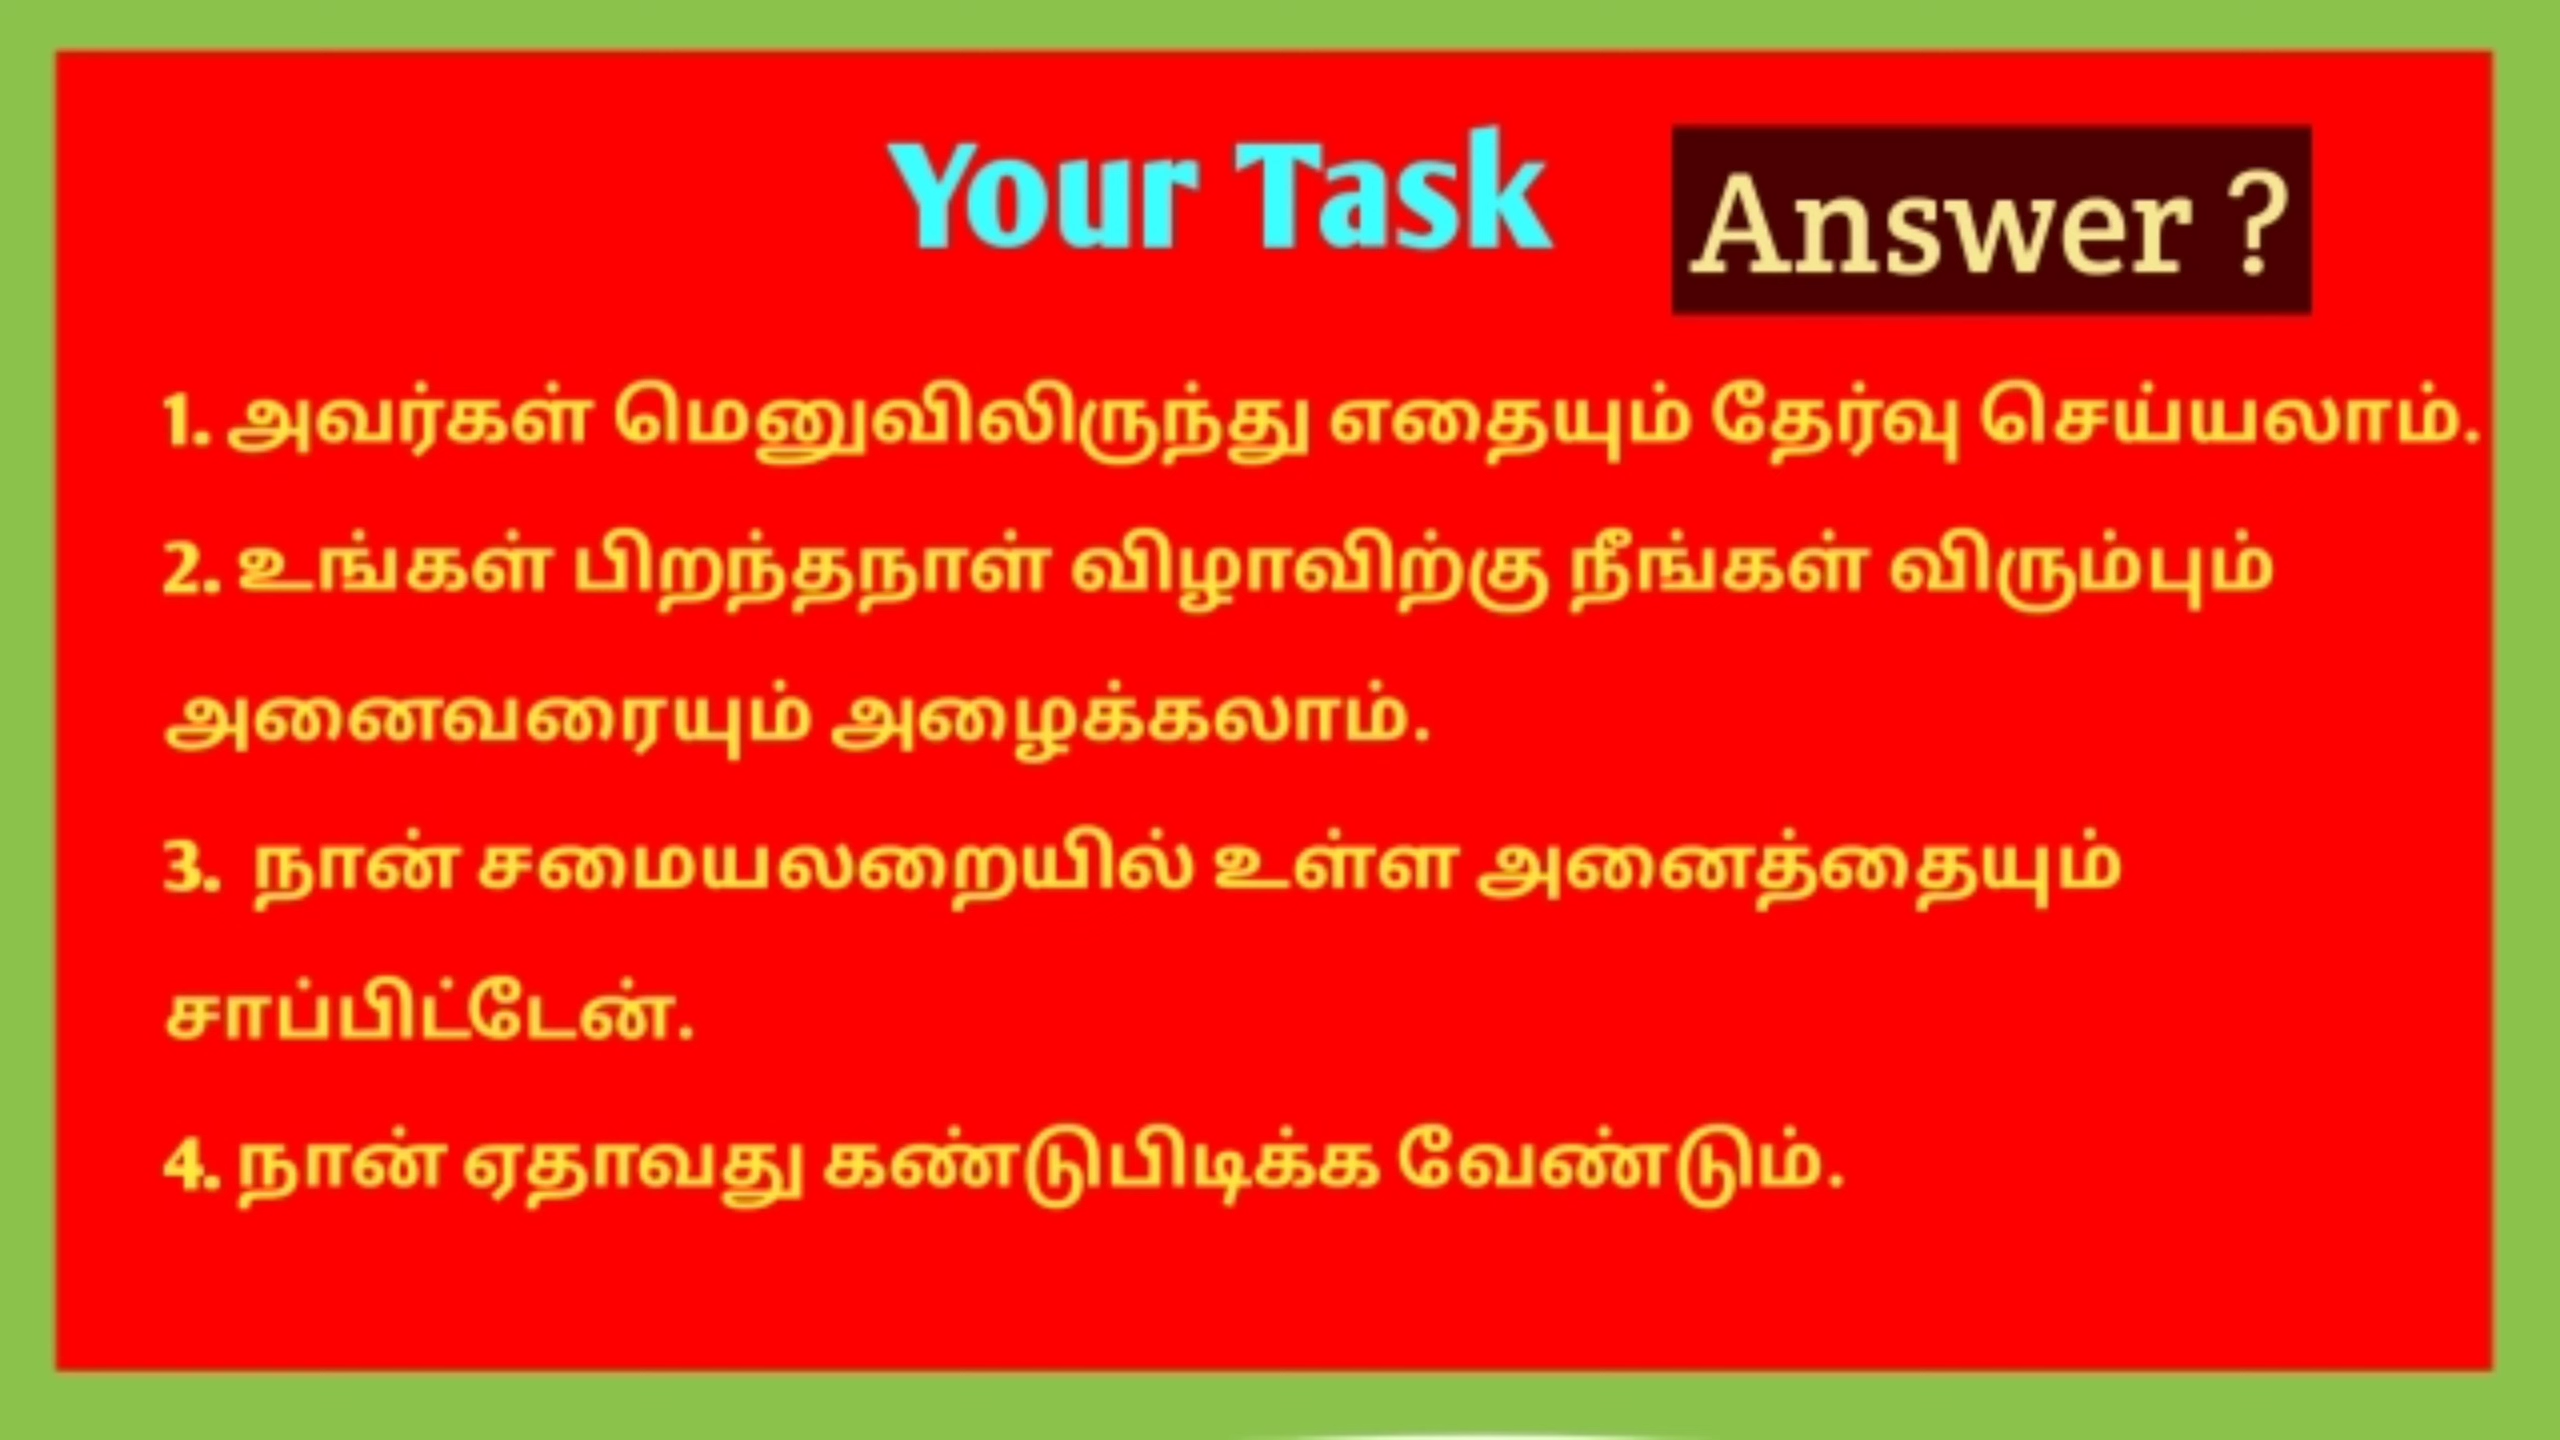 Your Task
Answer ?
1. அவர்கள் மெனுவிலிருந்து எதையும் தேர்வு செய்யலாம்.
2. உங்கள் பிறந்தநாள் விழாவிற்கு நீங்கள் விரும்பும்
அனைவரையும் அழைக்கலாம்.
3. நான் சமையலறையில் உள்ள அனைத்தையும்
சாப்பிட்டேன்.
4. நான் ஏதாவது கண்டுபிடிக்க வேண்டும்.